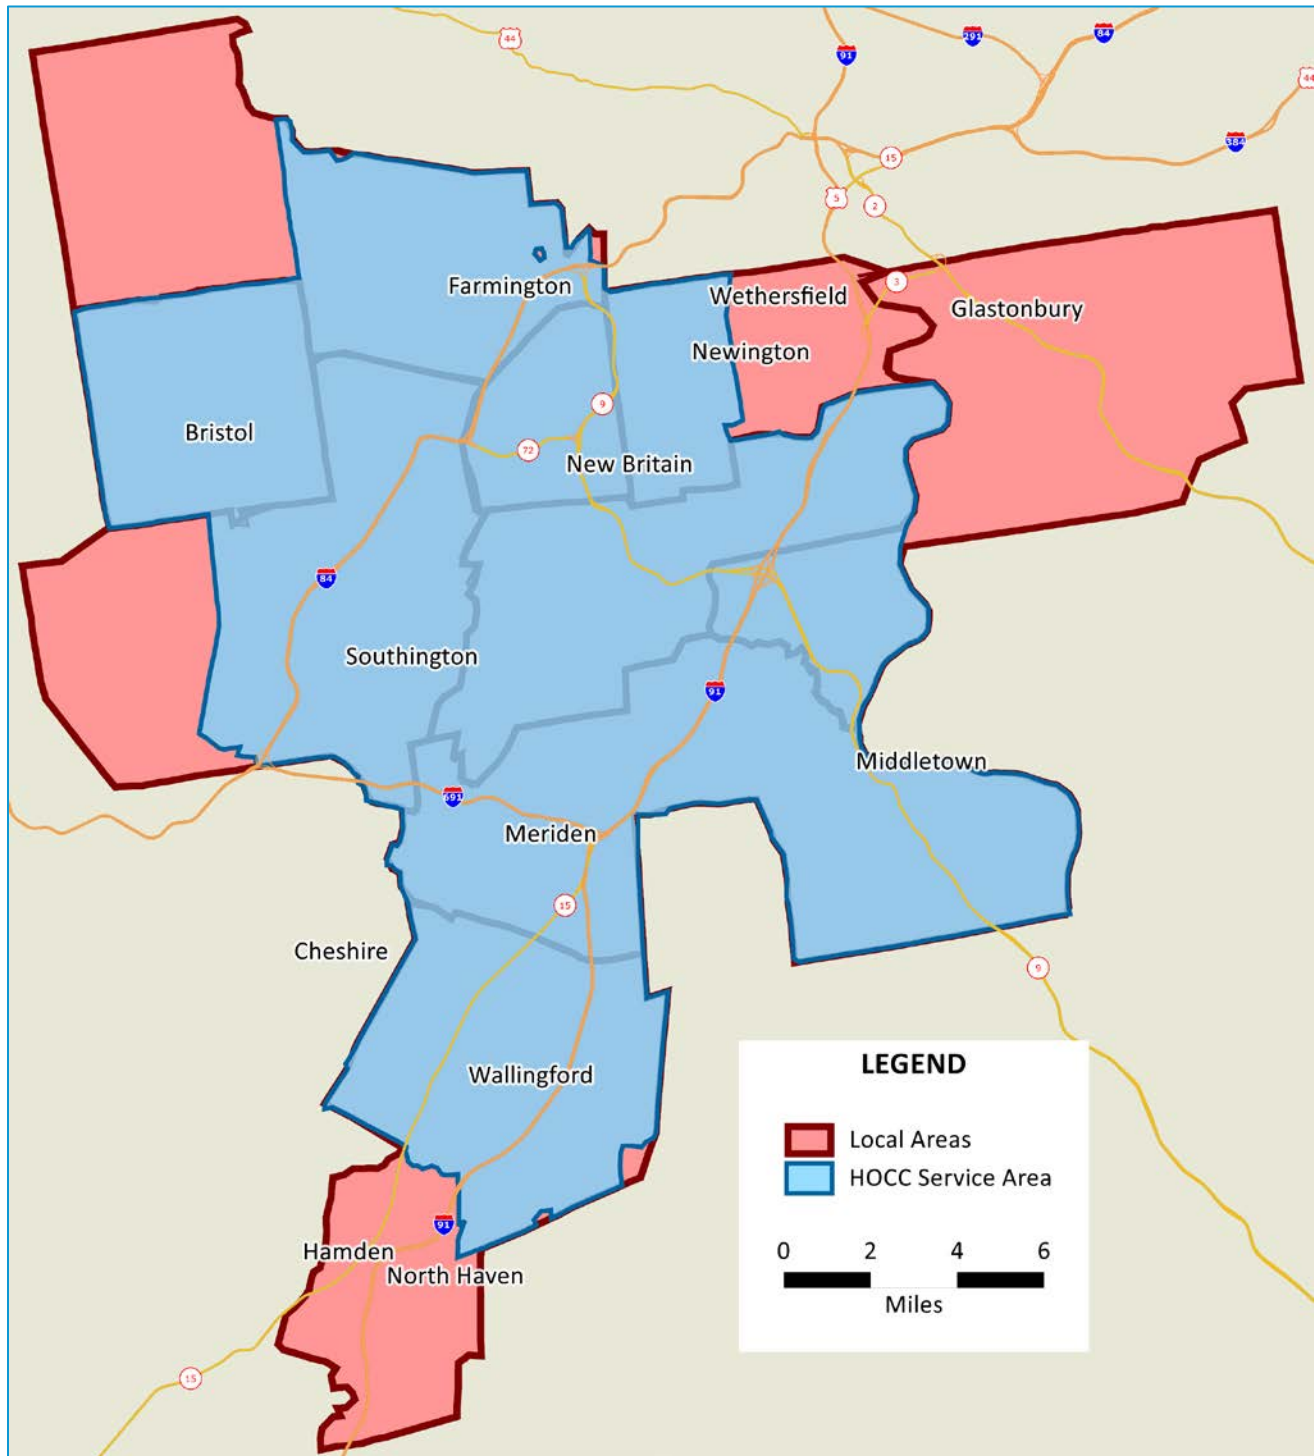 44
91
291
84
44
384
15
5
2
3
Farmington
Wethersfield
Glastonbury
Newington
9
Bristol
72
New Britain
84
Southington
91
Middletown
691
Meriden
15
Cheshire
9
Wallingford
LEGEND
Local Areas
HOCC Service Area
91
Hamden
North Haven
0 2 4 6
Miles
15